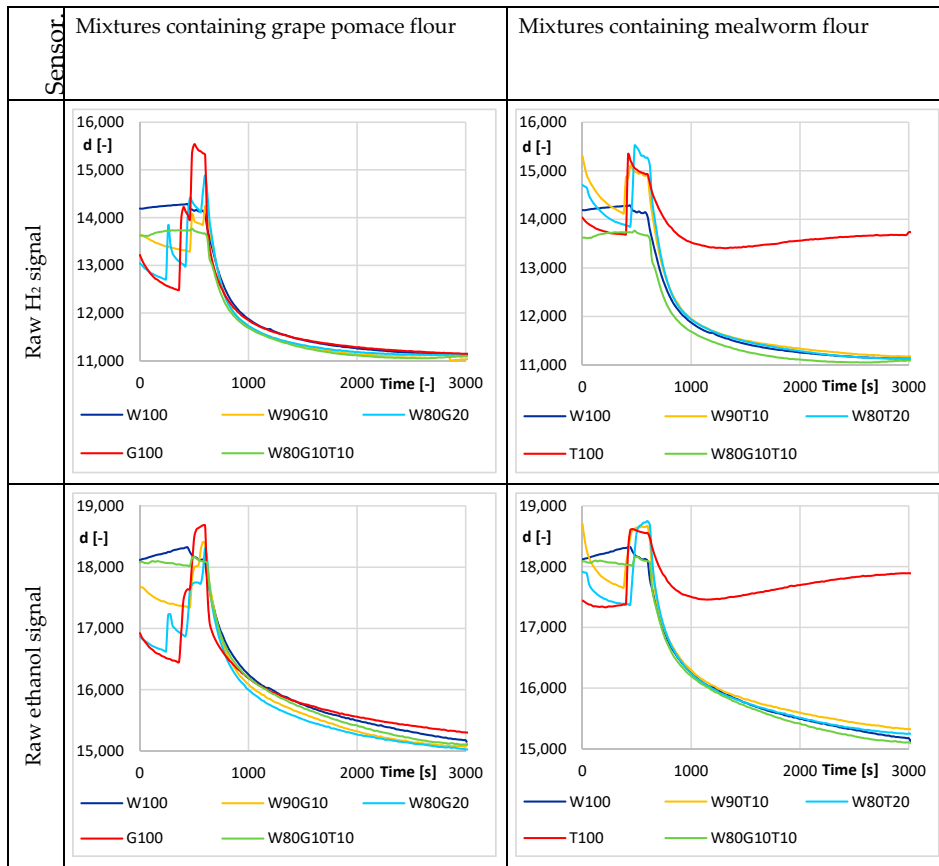 Sensor.
Mixtures containing grape pomace flour
Mixtures containing mealworm flour
Raw H2 signal
16,000
d [-]
15,000
14,000
13,000
12,000
11,000
0
1000
2000
Time [-]
3000
W100
W90G10
W80G20
G100
W80G10T10
16,000
d [-]
15,000
14,000
13,000
12,000
11,000
0
1000
2000
Time [s]
3000
W100
W90T10
W80T20
T100
W80G10T10
Raw ethanol signal
19,000
d [-]
18,000
17,000
16,000
15,000
0
1000
2000
Time [s]
3000
W100
W90G10
W80G20
G100
W80G10T10
19,000
d [-]
18,000
17,000
16,000
15,000
0
1000
2000
Time [s]
3000
W100
W90T10
W80T20
T100
W80G10T10